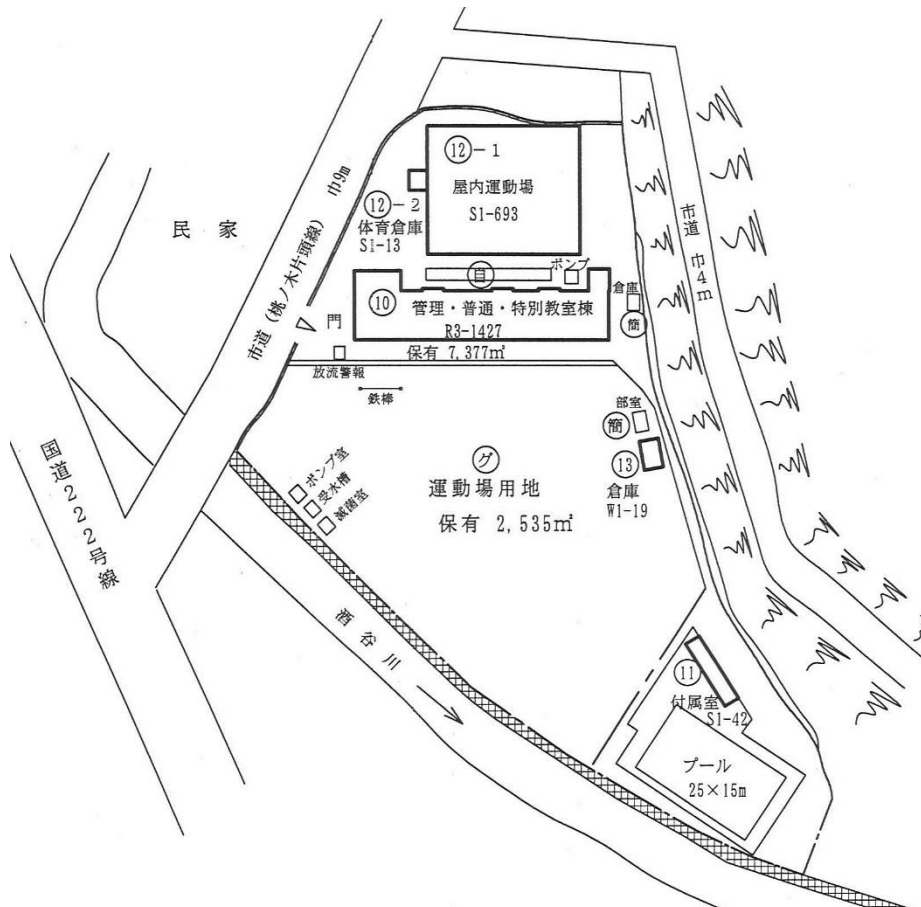 ⑫-1
屋内運動場
S1-693
市道（桃ノ木片頭線） 巾9m
⑫-2
体育倉庫
S1-13
民 家
市道 巾4m
自
ポンプ
⑩
管理・普通・特別教室棟
R3-1427
保有 7,377㎡
倉庫
簡
門
放流警報
鉄棒
部室
簡
⑬
倉庫
W1-19
グ
運動場用地
保有 2,535㎡
ポンプ室
受水槽
滅菌室
国道222号線
酒谷川
⑪
付属室
S1-42
プール
25×15m